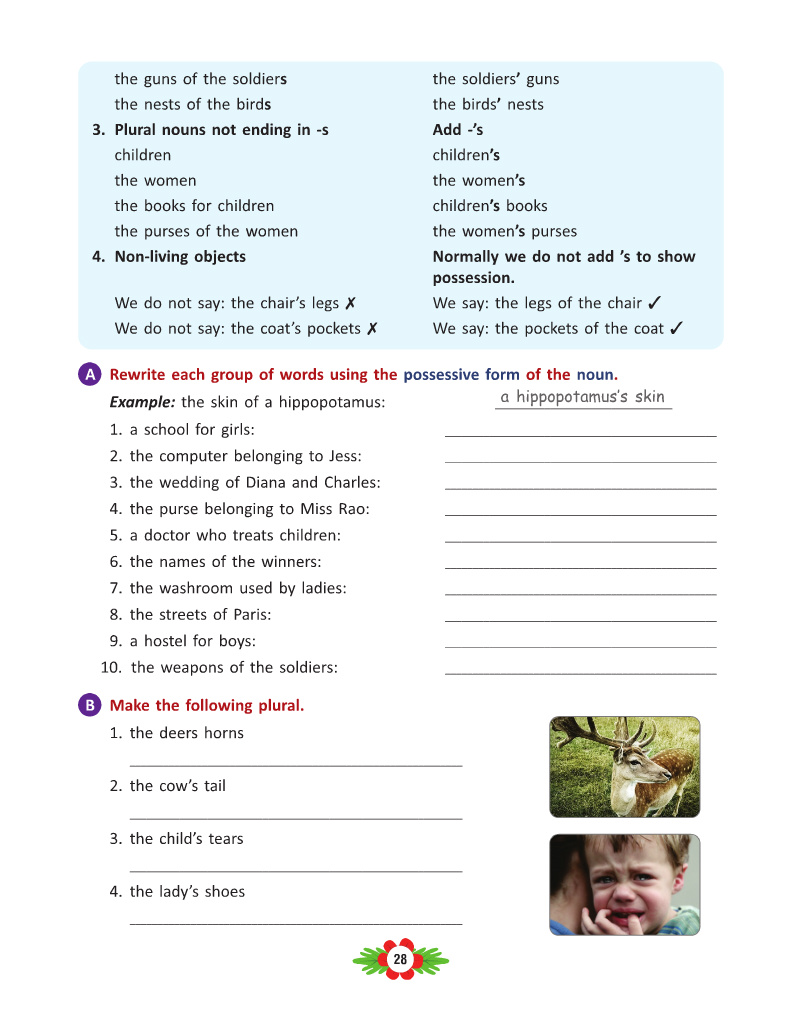 the guns of the soldiers the soldiers’ guns
the nests of the birds the birds’ nests
3. Plural nouns not ending in -s Add -’s
children children’s
the women the women’s
the books for children children’s books
the purses of the women the women’s purses
4. Non-living objects Normally we do not add ’s to show
possession.
We do not say: the chair’s legs ✗ We say: the legs of the chair ✓
We do not say: the coat’s pockets ✗ We say: the pockets of the coat ✓
A Rewrite each group of words using the possessive form of the noun.
Example: the skin of a hippopotamus: a hippopotamus’s skin
1. a school for girls:
2. the computer belonging to Jess:
3. the wedding of Diana and Charles:
4. the purse belonging to Miss Rao:
5. a doctor who treats children:
6. the names of the winners:
7. the washroom used by ladies:
8. the streets of Paris:
9. a hostel for boys:
10. the weapons of the soldiers:
B Make the following plural.
1. the deers horns
2. the cow’s tail
3. the child’s tears
4. the lady’s shoes
28